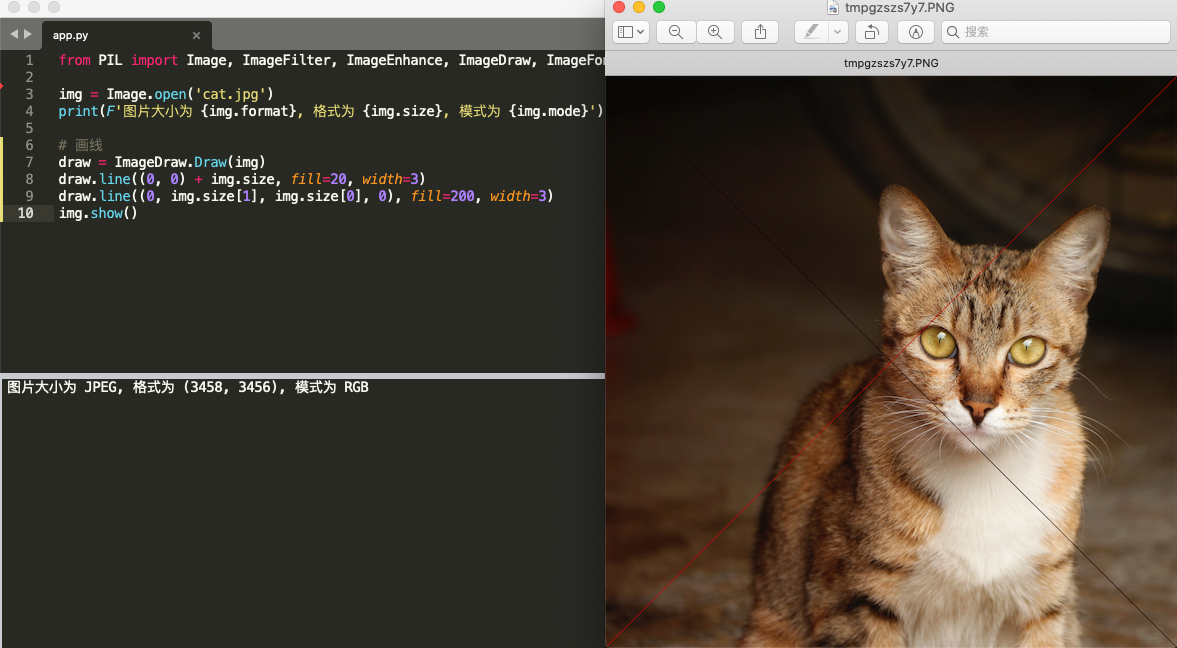 app.py
1 from PIL import Image, ImageFilter, ImageEnhance, ImageDraw, ImageFon
2
3 img = Image.open('cat.jpg')
4 print(F'图片大小为 {img.format}, 格式为 {img.size}, 模式为 {img.mode}')
5
6 # 画线
7 draw = ImageDraw.Draw(img)
8 draw.line((0, 0) + img.size, fill=20, width=3)
9 draw.line((0, img.size[1], img.size[0], 0), fill=200, width=3)
10 img.show()
图片大小为 JPEG, 格式为 (3458, 3456), 模式为 RGB
tmpgzszs7y7.PNG
搜索
tmpgzszs7y7.PNG